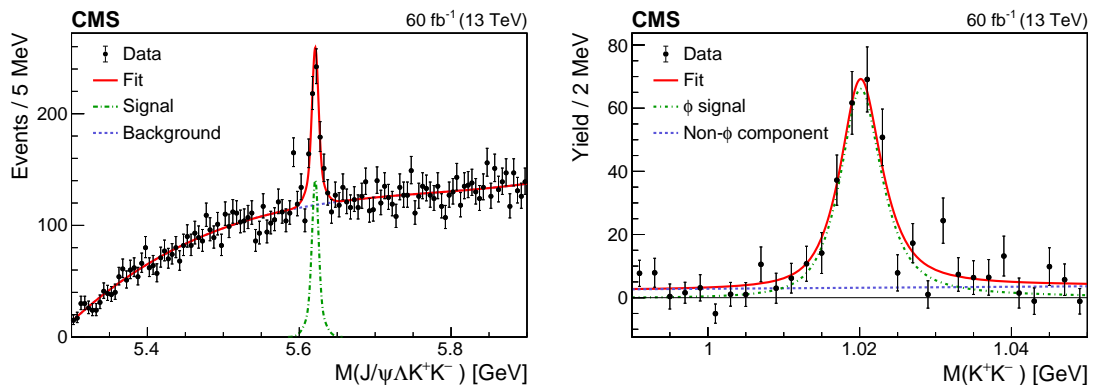 CMS
60 fb⁻¹ (13 TeV)
Events / 5 MeV
200
100
0
Data
Fit
Signal
Background
5.4
5.6
5.8
M(J/ψΛK⁺K⁻ ) [GeV]
CMS
60 fb⁻¹ (13 TeV)
Yield / 2 MeV
80
60
40
20
0
Data
Fit
ϕ signal
Non-ϕ component
1
1.02
1.04
M(K⁺K⁻ ) [GeV]